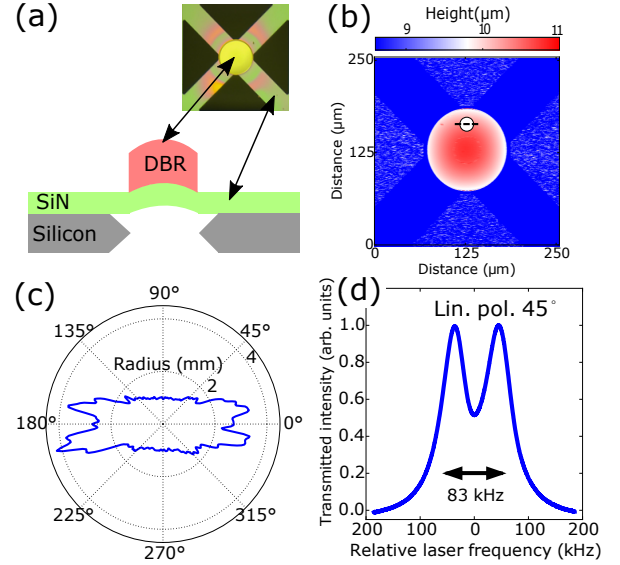 (a)
DBR
SiN
Silicon
(b)
Height(μm)
9 10 11
250
125
0
Distance (μm)
0 125 250
Distance (μm)
(c)
90°
135° 45°
Radius (mm) 4
2
180° 0°
225° 315°
270°
(d)
Lin. pol. 45°
Transmitted intensity (arb. units)
1.0
0.8
0.6
0.4
0.2
0.0
83 kHz
200 100 0 100 200
Relative laser frequency (kHz)